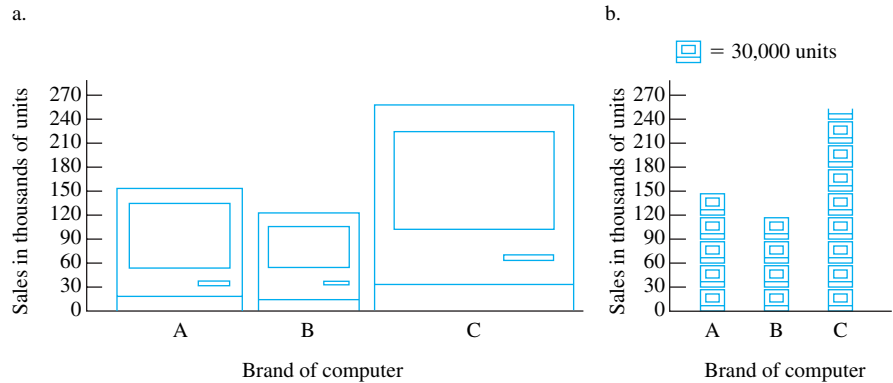 a.
Sales in thousands of units
270
240
210
180
150
120
90
60
30
0
A B C
Brand of computer
b.
= 30,000 units
Sales in thousands of units
270
240
210
180
150
120
90
60
30
0
A B C
Brand of computer